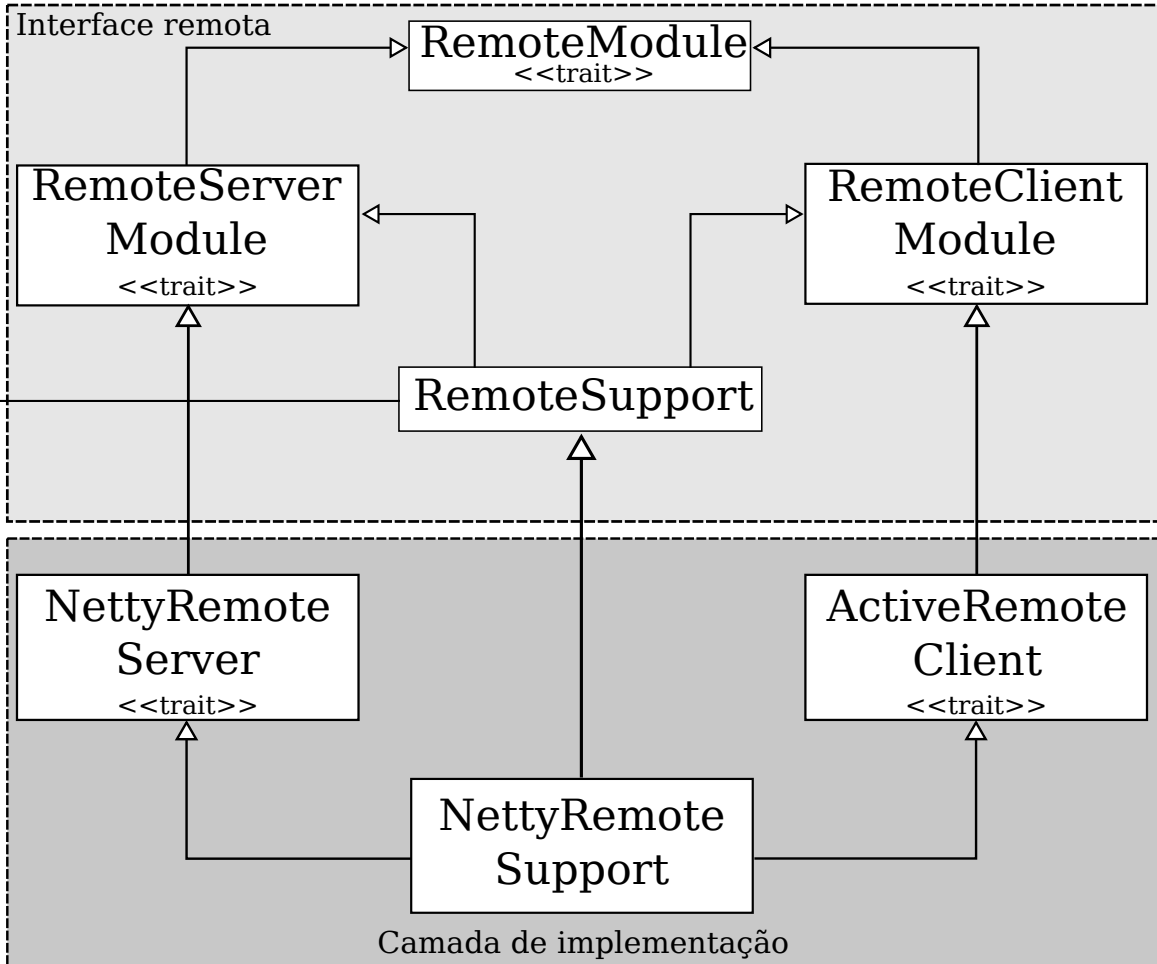 Interface remota
RemoteModule
<<trait>>
RemoteServer
Module
<<trait>>
RemoteClient
Module
<<trait>>
RemoteSupport
NettyRemote
Server
<<trait>>
ActiveRemote
Client
<<trait>>
NettyRemote
Support
Camada de implementação